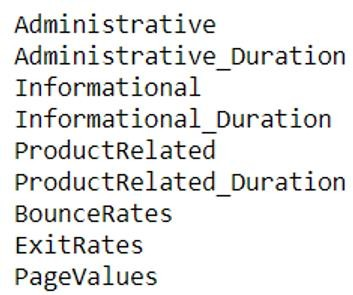 Administrative
Administrative_Duration
Informational
Informational_Duration
ProductRelated
ProductRelated_Duration
BounceRates
ExitRates
PageValues